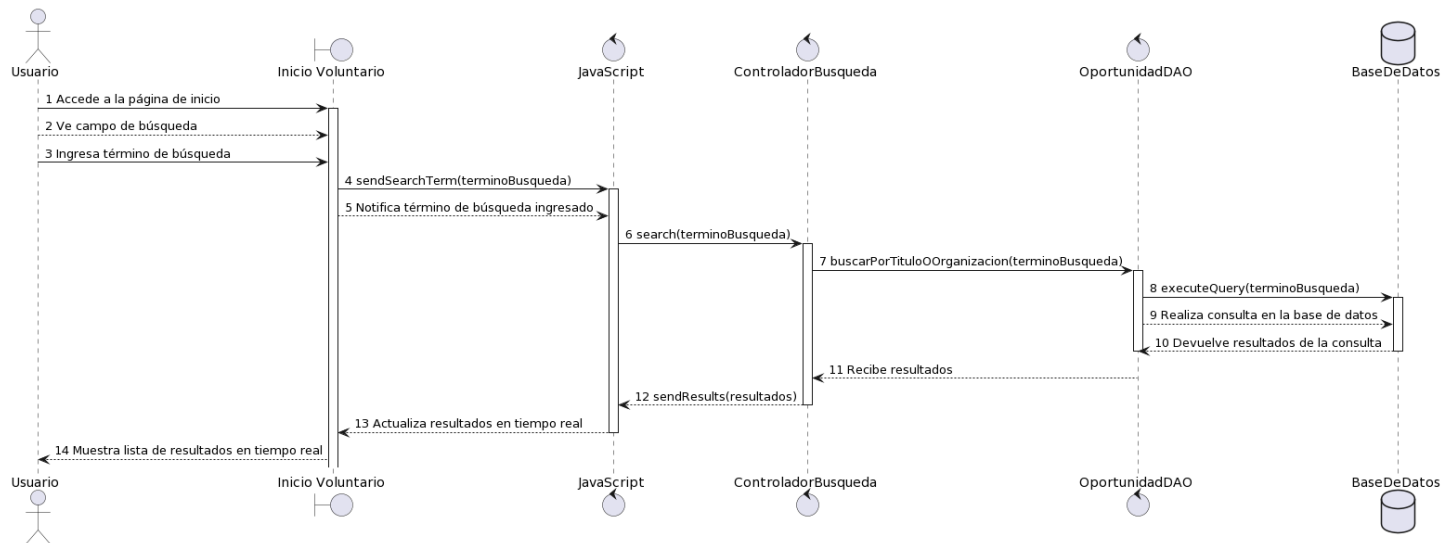 Usuario
Inicio Voluntario
JavaScript
ControladorBusqueda
OportunidadDAO
BaseDeDatos
1 Accede a la página de inicio
2 Ve campo de búsqueda
3 Ingresa término de búsqueda
4 sendSearchTerm(terminoBusqueda)
5 Notifica término de búsqueda ingresado
6 search(terminoBusqueda)
7 buscarPorTituloOOrganizacion(terminoBusqueda)
8 executeQuery(terminoBusqueda)
9 Realiza consulta en la base de datos
10 Devuelve resultados de la consulta
11 Recibe resultados
12 sendResults(resultados)
13 Actualiza resultados en tiempo real
14 Muestra lista de resultados en tiempo real
Usuario
Inicio Voluntario
JavaScript
ControladorBusqueda
OportunidadDAO
BaseDeDatos